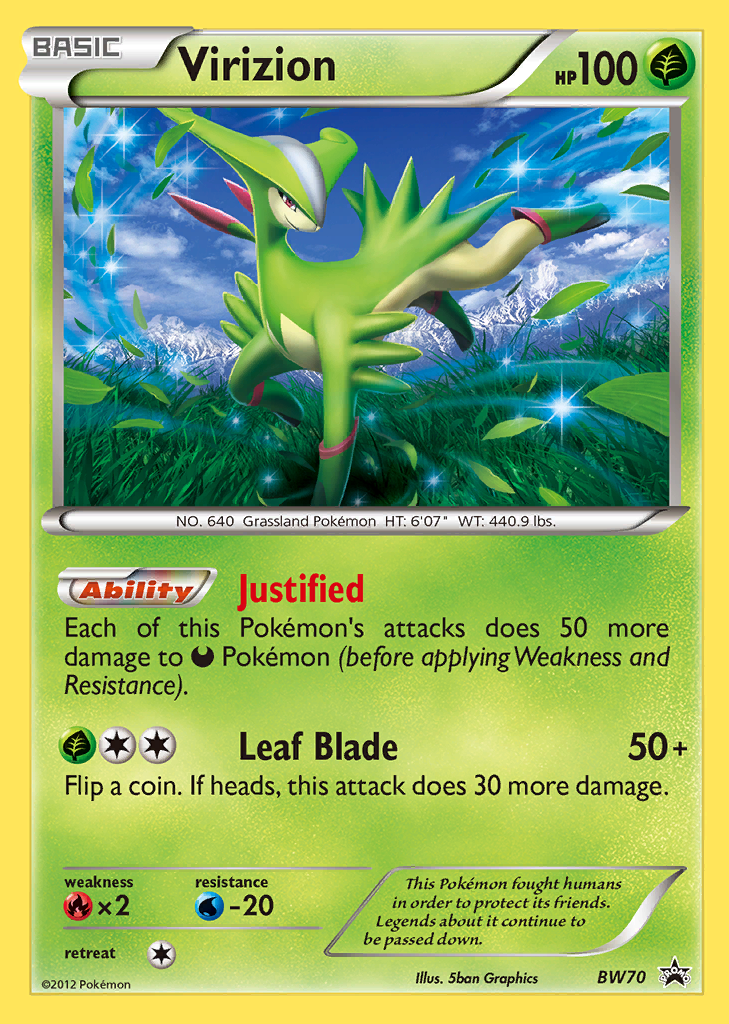 BASIC
Virizion
HP100
NO. 640 Grassland Pokémon HT: 6'07" WT: 440.9 lbs.
Ability Justified
Each of this Pokémon's attacks does 50 more
damage to Pokémon (before applying Weakness and
Resistance).
Leaf Blade 50+
Flip a coin. If heads, this attack does 30 more damage.
weakness resistance
×2 -20
retreat
This Pokémon fought humans
in order to protect its friends.
Legends about it continue to
be passed down.
©2012 Pokémon
Illus. 5ban Graphics
BW70 PROMO